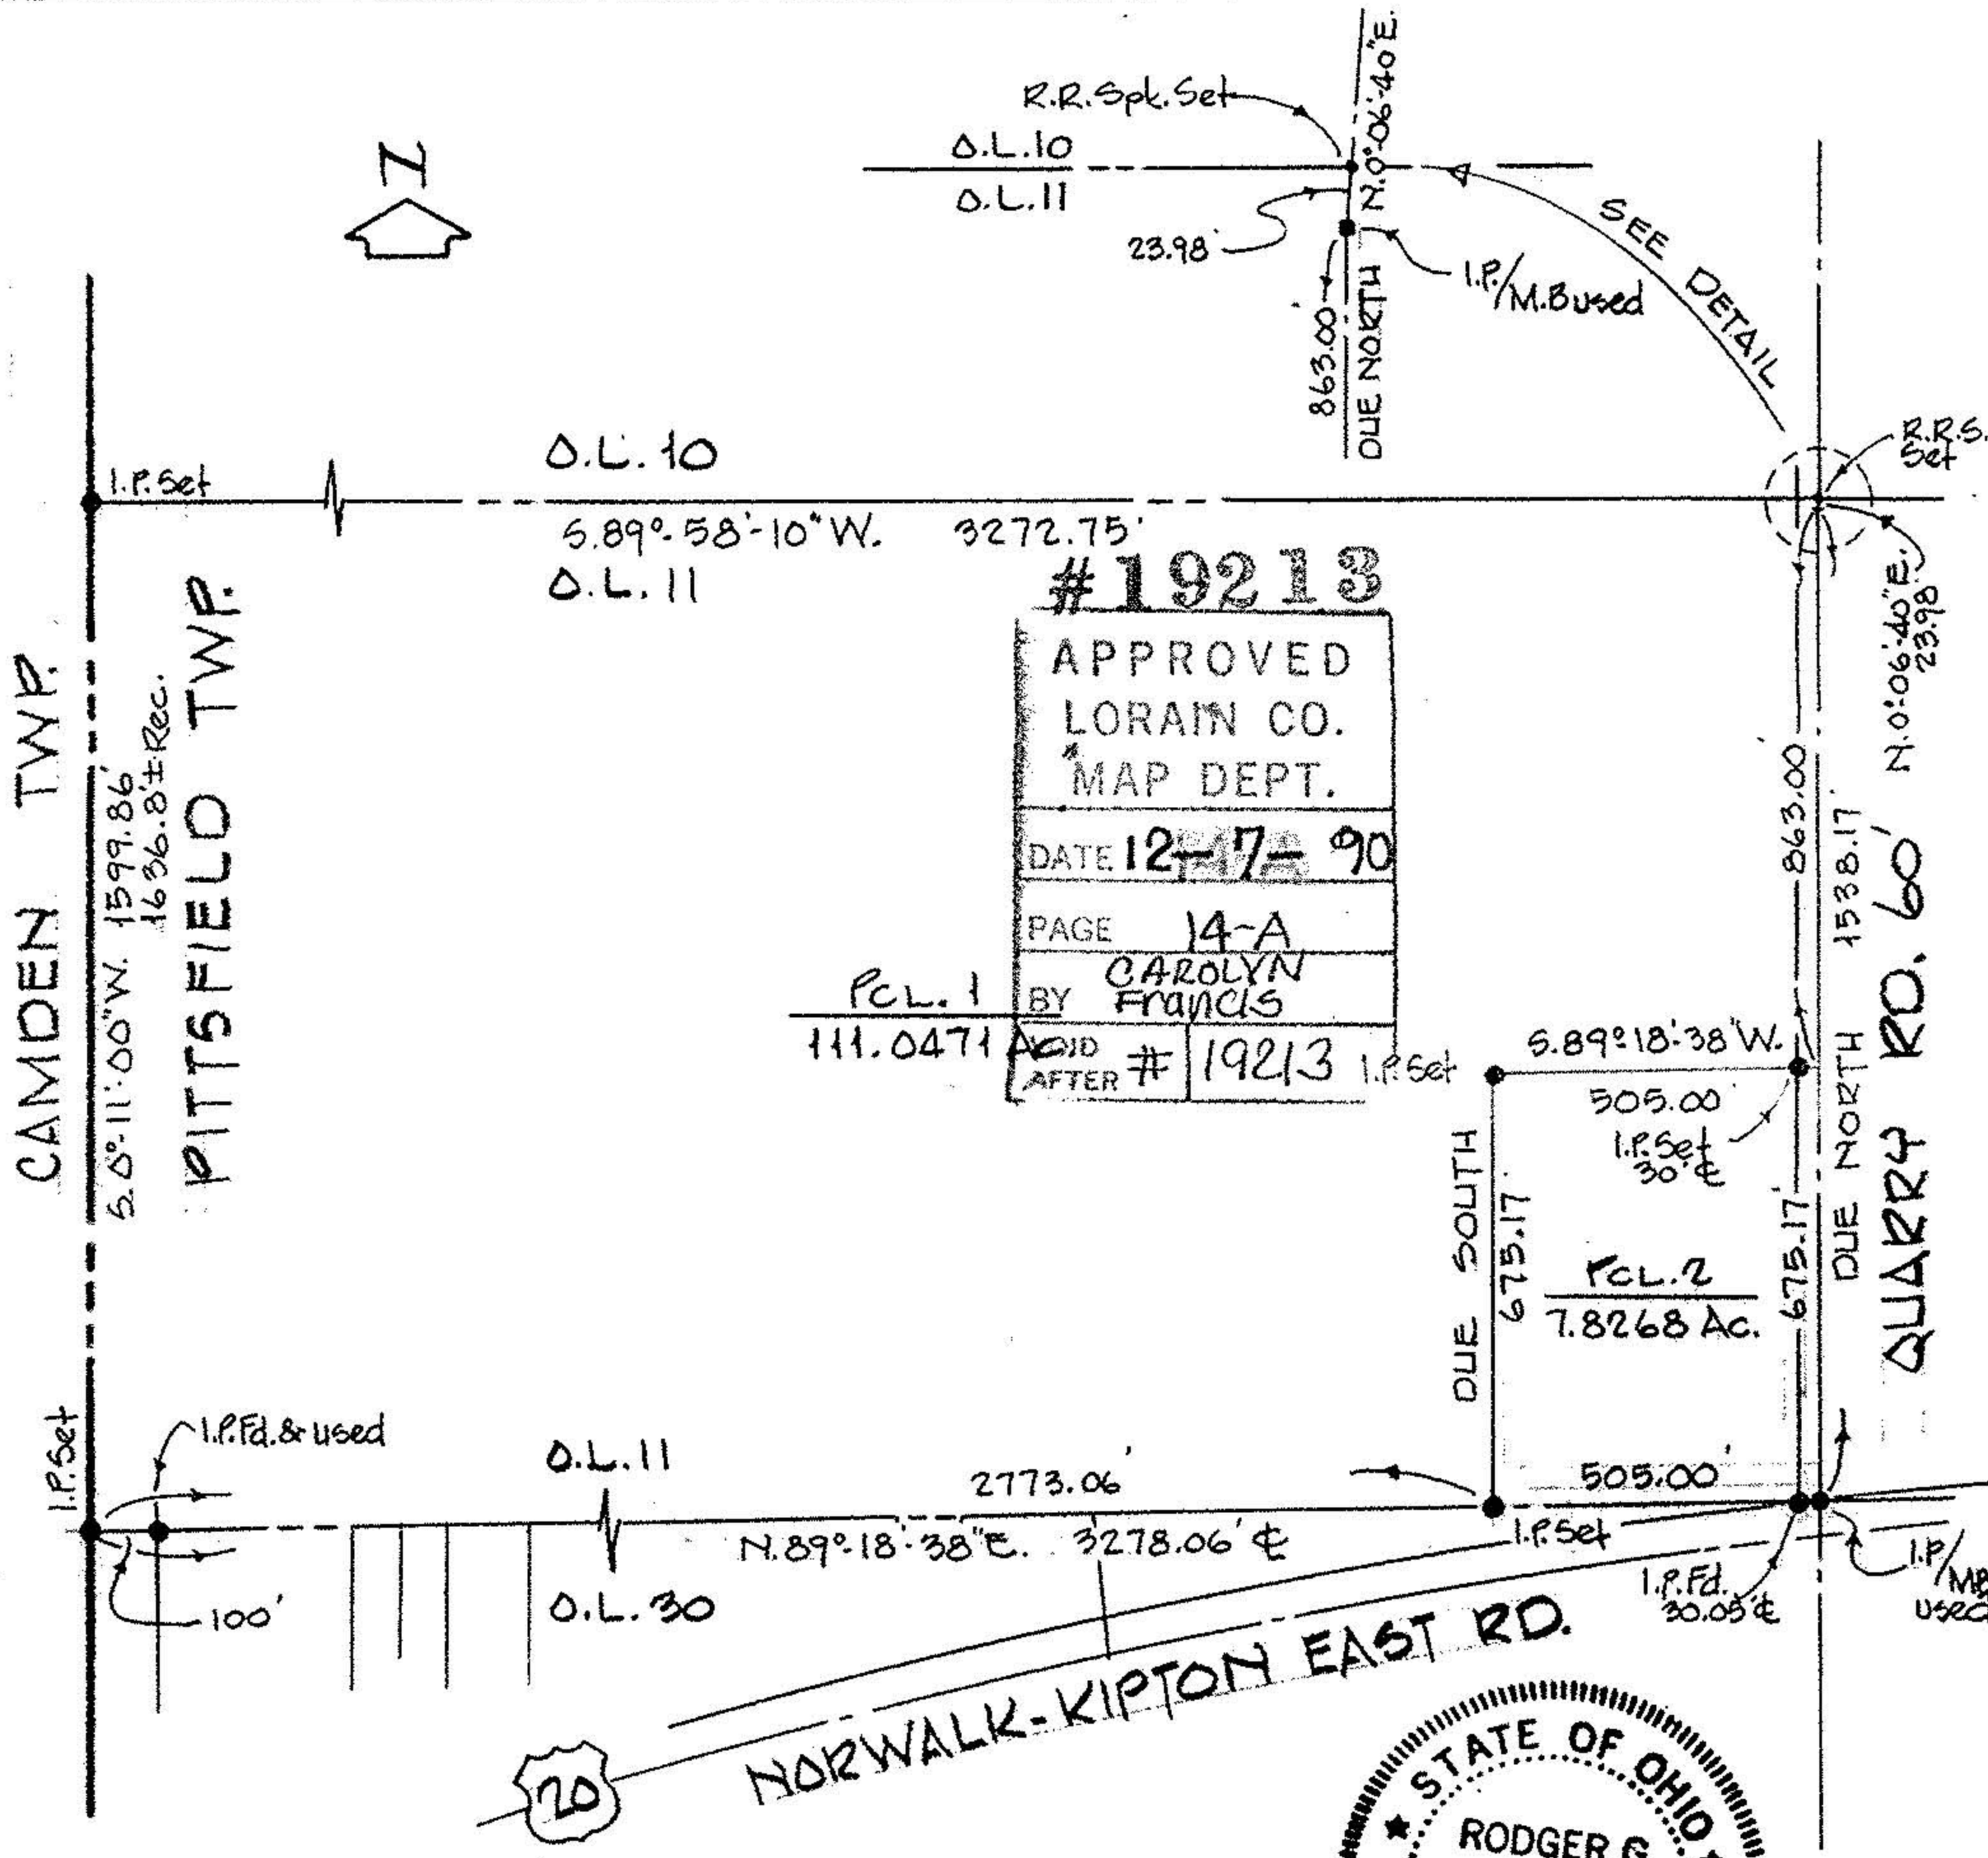 R.R.Spk.Set
N.0°-06'-40"E.
O.L.10
O.L.11
23.98'
I.P./M.B used
863.00
DUE NORTH
SEE DETAIL
N
R.R.S.
Set
I.P.Set
O.L. 10
S.89°-58'-10"W. 3272.75'
O.L. 11
N.0°-06'-40"E.
23.98'
#19213
APPROVED
LORAIN CO.
MAP DEPT.
DATE 12-7-90
PAGE 14-A
BY CAROLYN
Francis
VOID
AFTER # 19213
CAMDEN TWP.
S.0°-11'-00"W. 1599.86'
1636.8'±Rec.
PITTSFIELD TWP.
PCL. 1
111.0471 Ac.
I.P.Set
S.89°18'-38"W.
505.00'
I.P.Set
30'℄
863.00
DUE NORTH 1538.17'
QUARRY RD. 60'
DUE SOUTH
675.17'
PCL.2
7.8268 Ac.
675.17'
I.P.Set
I.P.Fd.& used
O.L.11
2773.06'
505.00'
N.89°-18'-38"E. 3278.06'℄
I.P.Set
100'
O.L.30
I.P.Fd.
30.05'℄
I.P/MB
used
NORWALK-KIPTON EAST RD.
20
STATE OF OHIO
RODGER G.